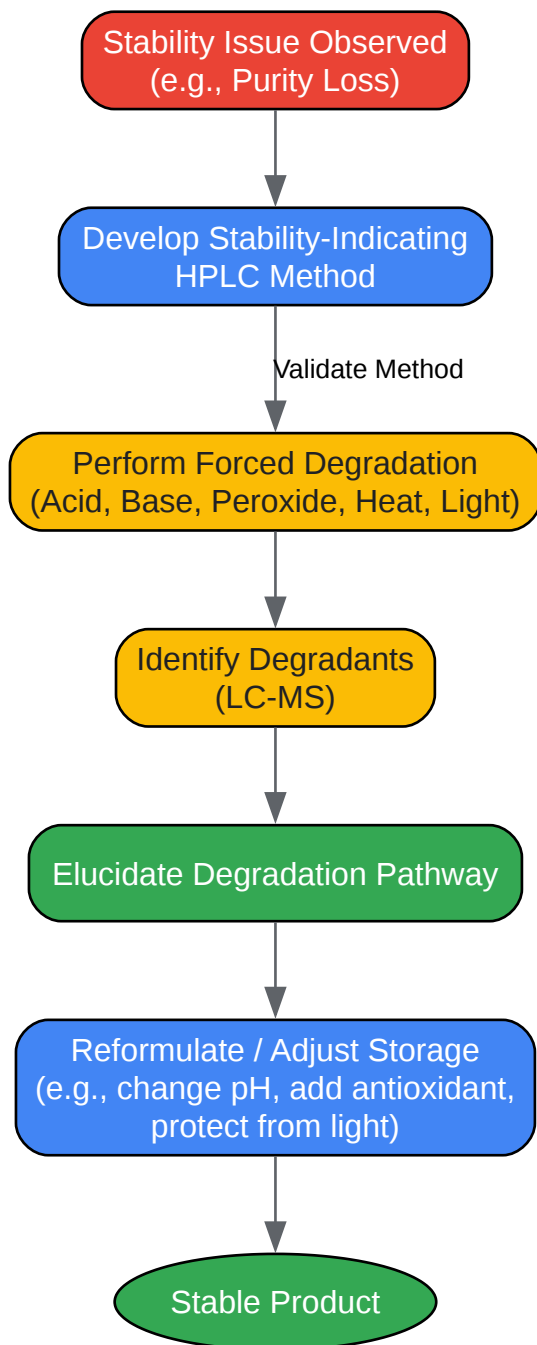 Stability Issue Observed
(e.g., Purity Loss)
Develop Stability-Indicating
HPLC Method
Validate Method
Perform Forced Degradation
(Acid, Base, Peroxide, Heat, Light)
Identify Degradants
(LC-MS)
Elucidate Degradation Pathway
Reformulate / Adjust Storage
(e.g., change pH, add antioxidant,
protect from light)
Stable Product